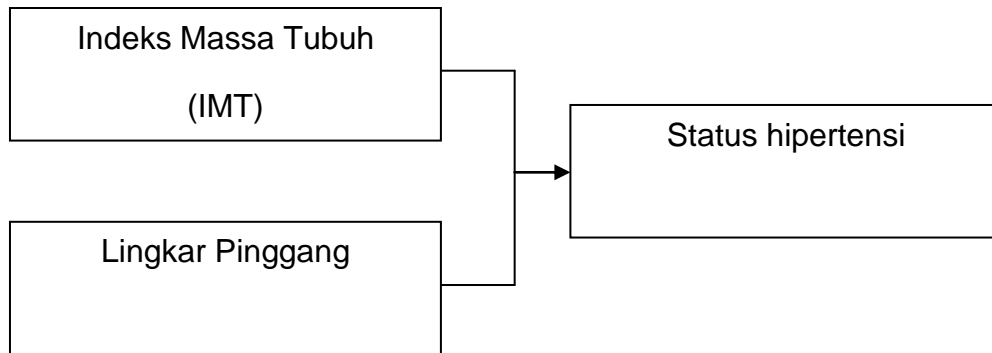 Indeks Massa Tubuh
(IMT)
Status hipertensi
Lingkar Pinggang